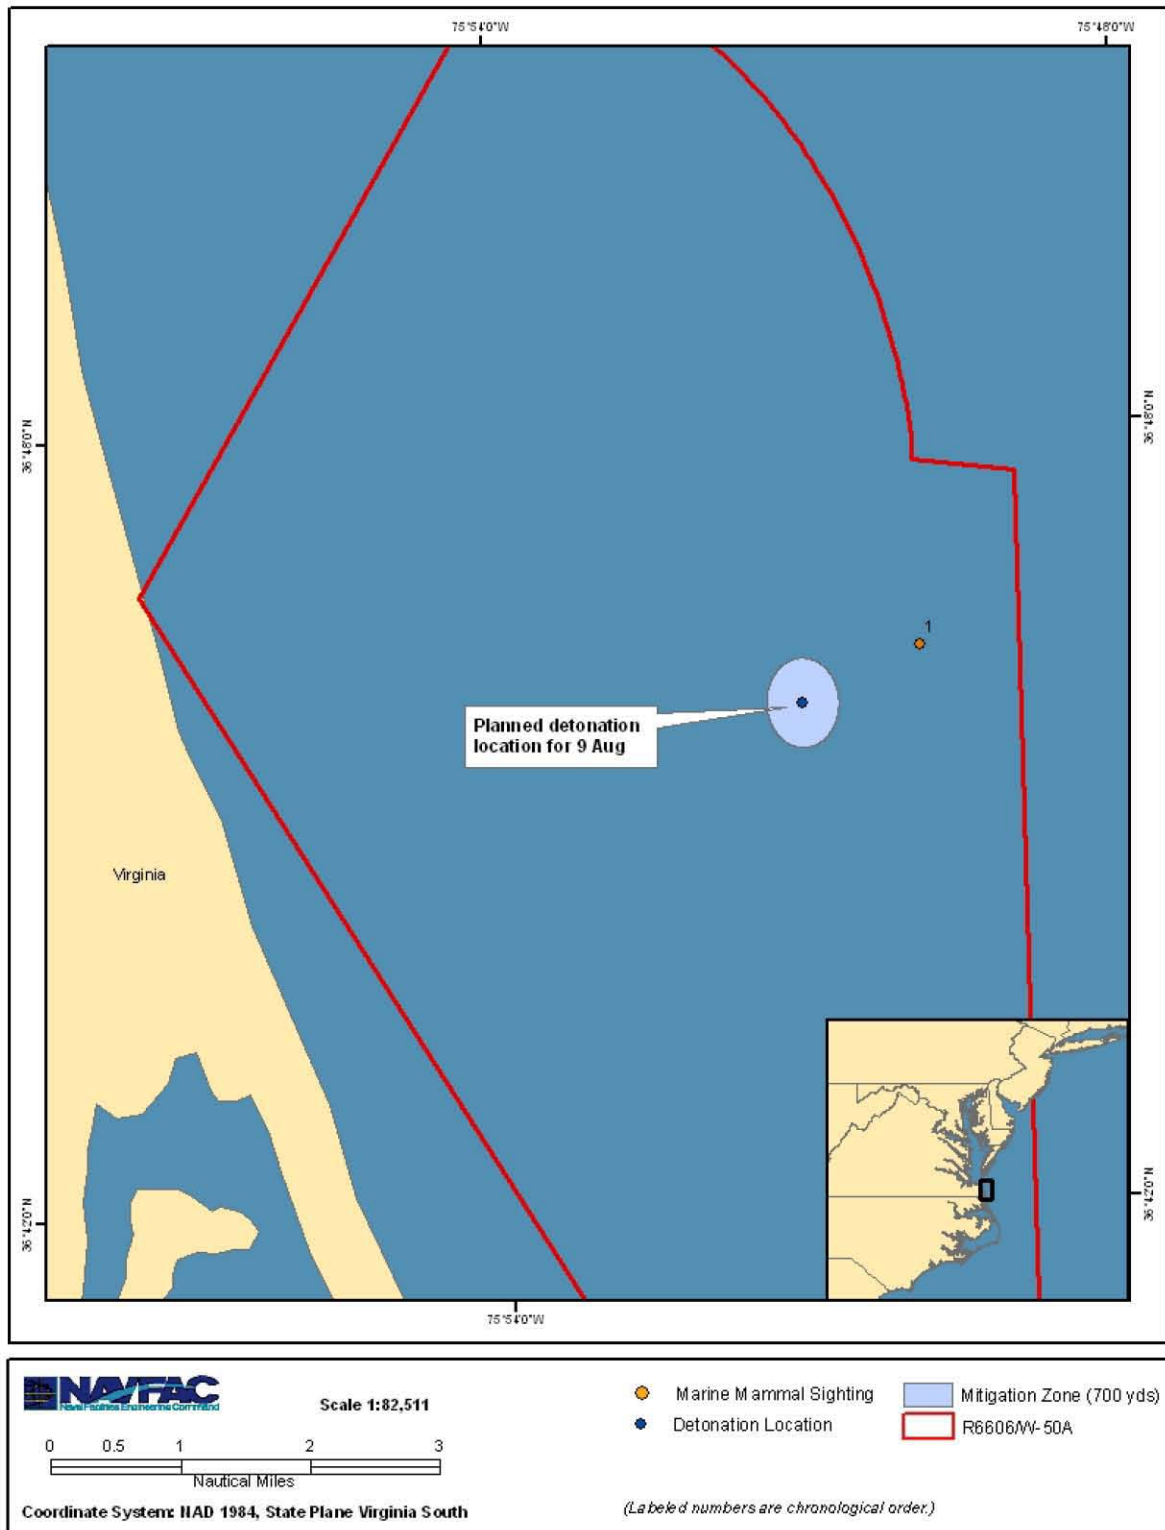 75°54'0"W
75°48'0"W
36°48'0"N
36°48'0"N
1
Planned detonation
location for 9 Aug
Virginia
36°42'0"N
36°42'0"N
75°54'0"W
NAVFAC
Naval Facilities Engineering Command
Scale 1:82,511
0 0.5 1 2 3
Nautical Miles
Coordinate System: NAD 1984, State Plane Virginia South
Marine Mammal Sighting
Detonation Location
Mitigation Zone (700 yds)
R6606/W-50A
(Labeled numbers are chronological order.)